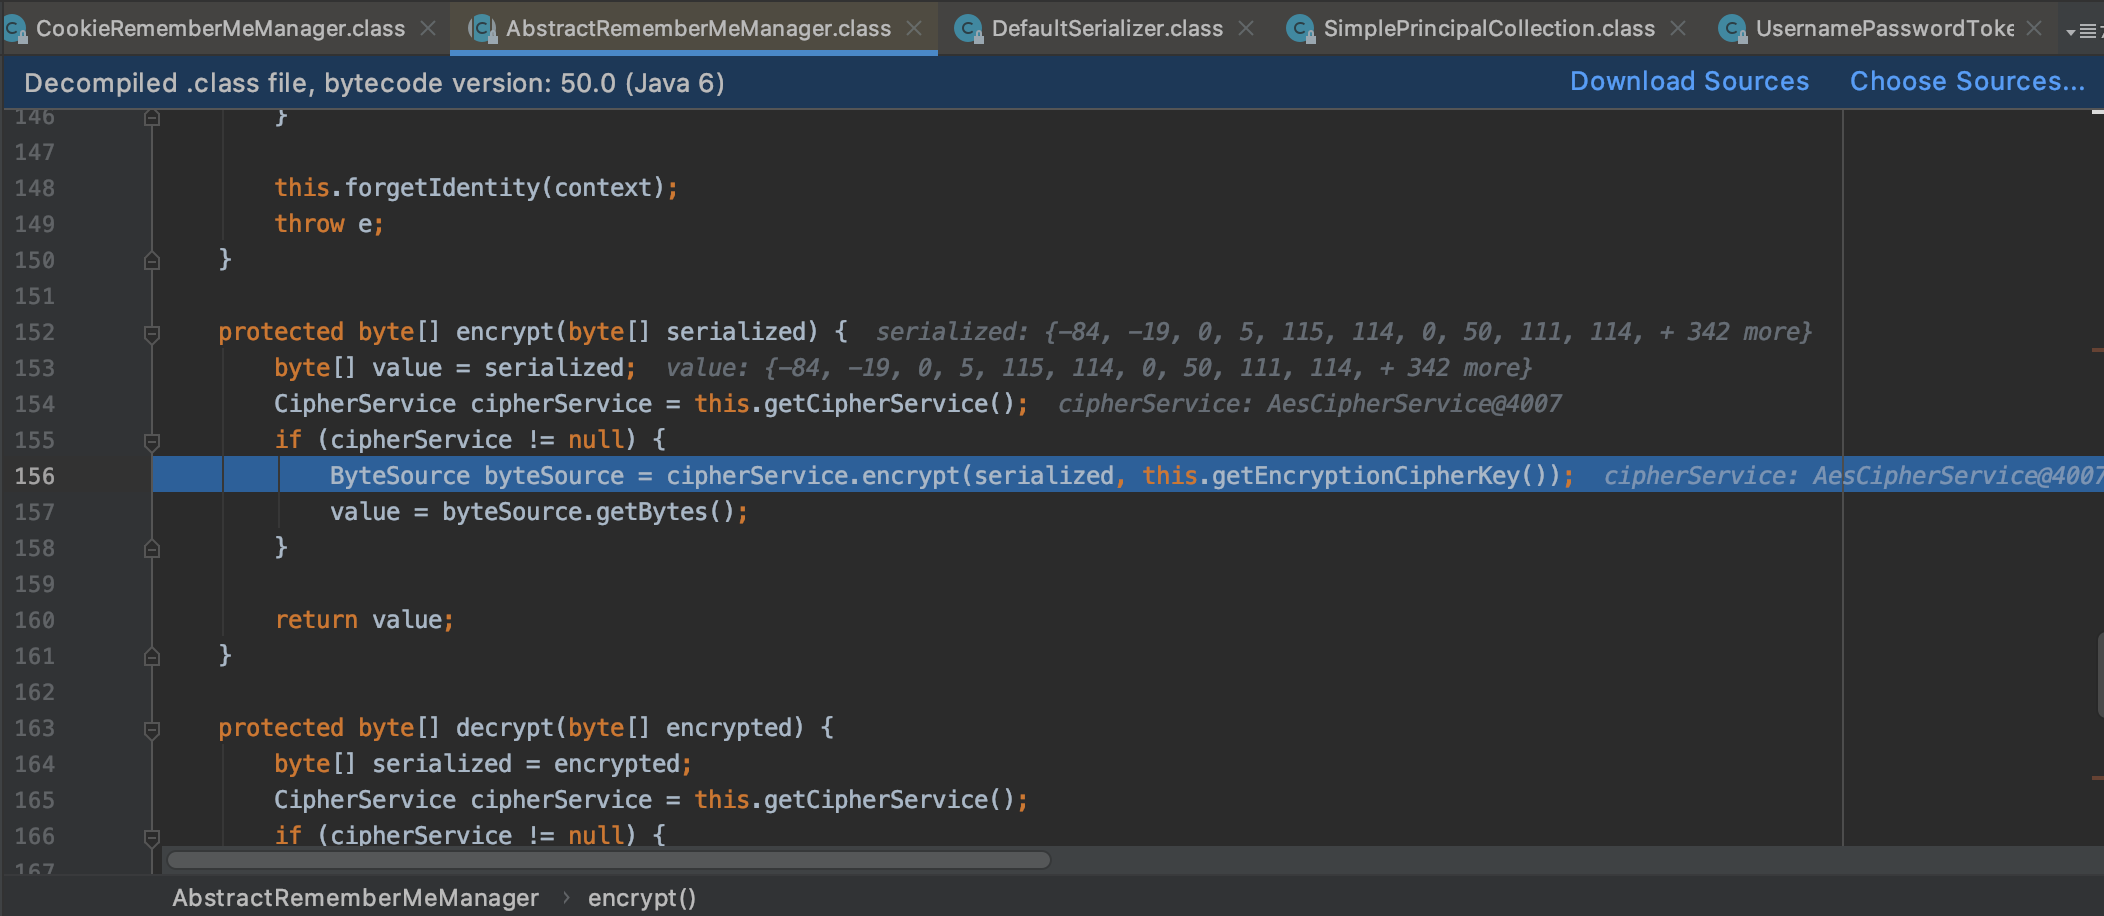 CookieRememberMeManager.class AbstractRememberMeManager.class DefaultSerializer.class SimplePrincipalCollection.class UsernamePasswordToke
Decompiled .class file, bytecode version: 50.0 (Java 6) Download Sources Choose Sources...
146 }
147
148 this.forgetIdentity(context);
149 throw e;
150 }
151
152 protected byte[] encrypt(byte[] serialized) { serialized: {-84, -19, 0, 5, 115, 114, 0, 50, 111, 114, + 342 more}
153 byte[] value = serialized; value: {-84, -19, 0, 5, 115, 114, 0, 50, 111, 114, + 342 more}
154 CipherService cipherService = this.getCipherService(); cipherService: AesCipherService@4007
155 if (cipherService != null) {
156 ByteSource byteSource = cipherService.encrypt(serialized, this.getEncryptionCipherKey()); cipherService: AesCipherService@4007
157 value = byteSource.getBytes();
158 }
159
160 return value;
161 }
162
163 protected byte[] decrypt(byte[] encrypted) {
164 byte[] serialized = encrypted;
165 CipherService cipherService = this.getCipherService();
166 if (cipherService != null) {
167
AbstractRememberMeManager › encrypt()